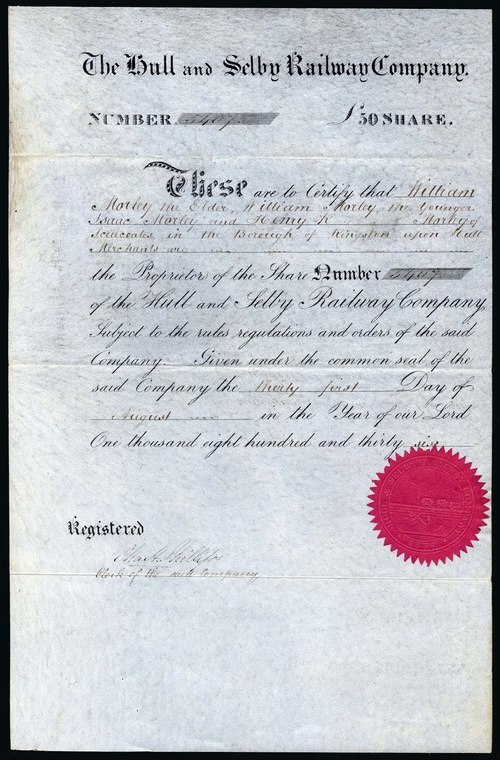 The Hull and Selby Railway Company.
NUMBER 5407 £50 SHARE.
These are to Certify that William
Morley the Elder, William Morley the Younger
Isaac Morley and Henry K Morley of
Sculcoates in the Borough of Kingston upon Hull
Merchants are
the Proprietor of the Share Number 5407
of the Hull and Selby Railway Company
Subject to the rules regulations and orders of the said
Company. Given under the common seal of the
said Company the thirty first Day of
August in the Year of our Lord
One thousand eight hundred and thirty six
Registered
Clerk of the said Company